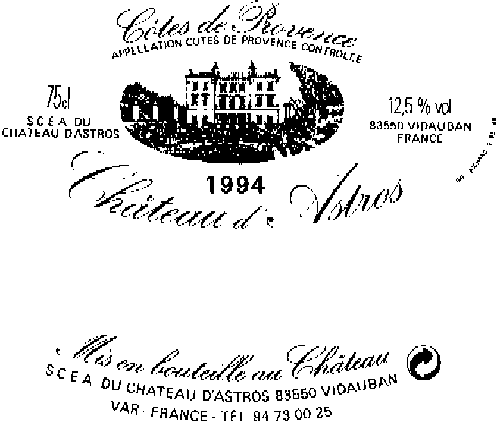 Côtes de Provence
APPELLATION COTES DE PROVENCE CONTROLÉE
75cl
S C E A DU
CHATEAU D'ASTROS
12,5 % vol
83550 VIDAUBAN
FRANCE
1994
Château d'Astros
Mis en bouteille au Château
S C E A DU CHATEAU D'ASTROS 83550 VIDAUBAN
VAR - FRANCE - TEL 94 73 00 25